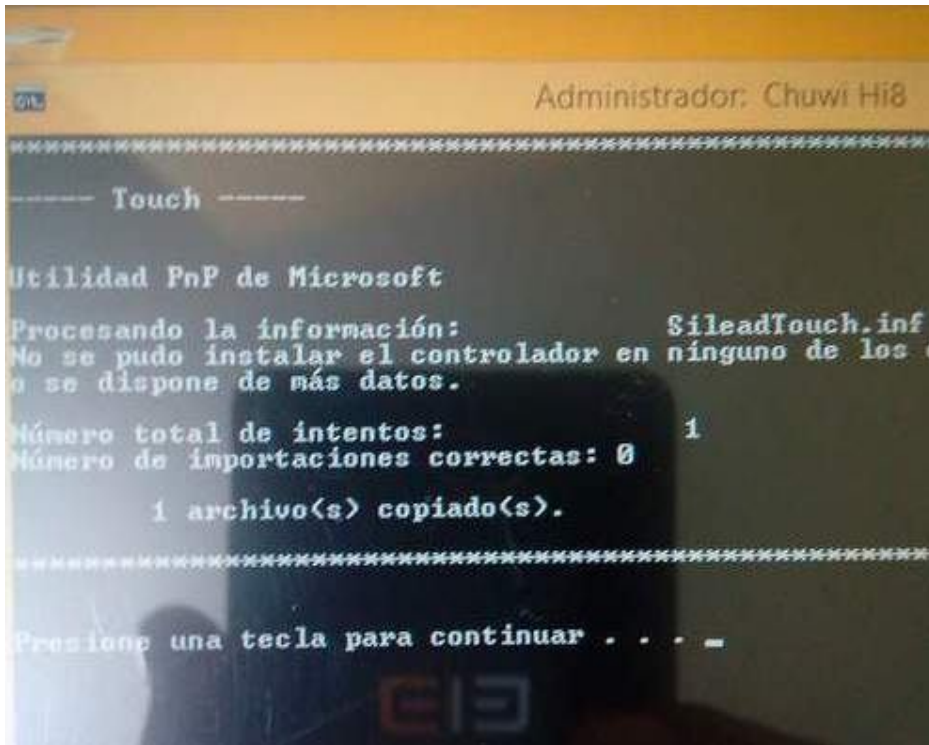 Administrador: Chuwi Hi8
*****************************************************************
----- Touch -----
Utilidad PnP de Microsoft
Procesando la información: SileadTouch.inf
No se pudo instalar el controlador en ninguno de los
o se dispone de más datos.
Número total de intentos: 1
Número de importaciones correctas: 0
1 archivo(s) copiado(s).
*****************************************************************
Presione una tecla para continuar . . . _